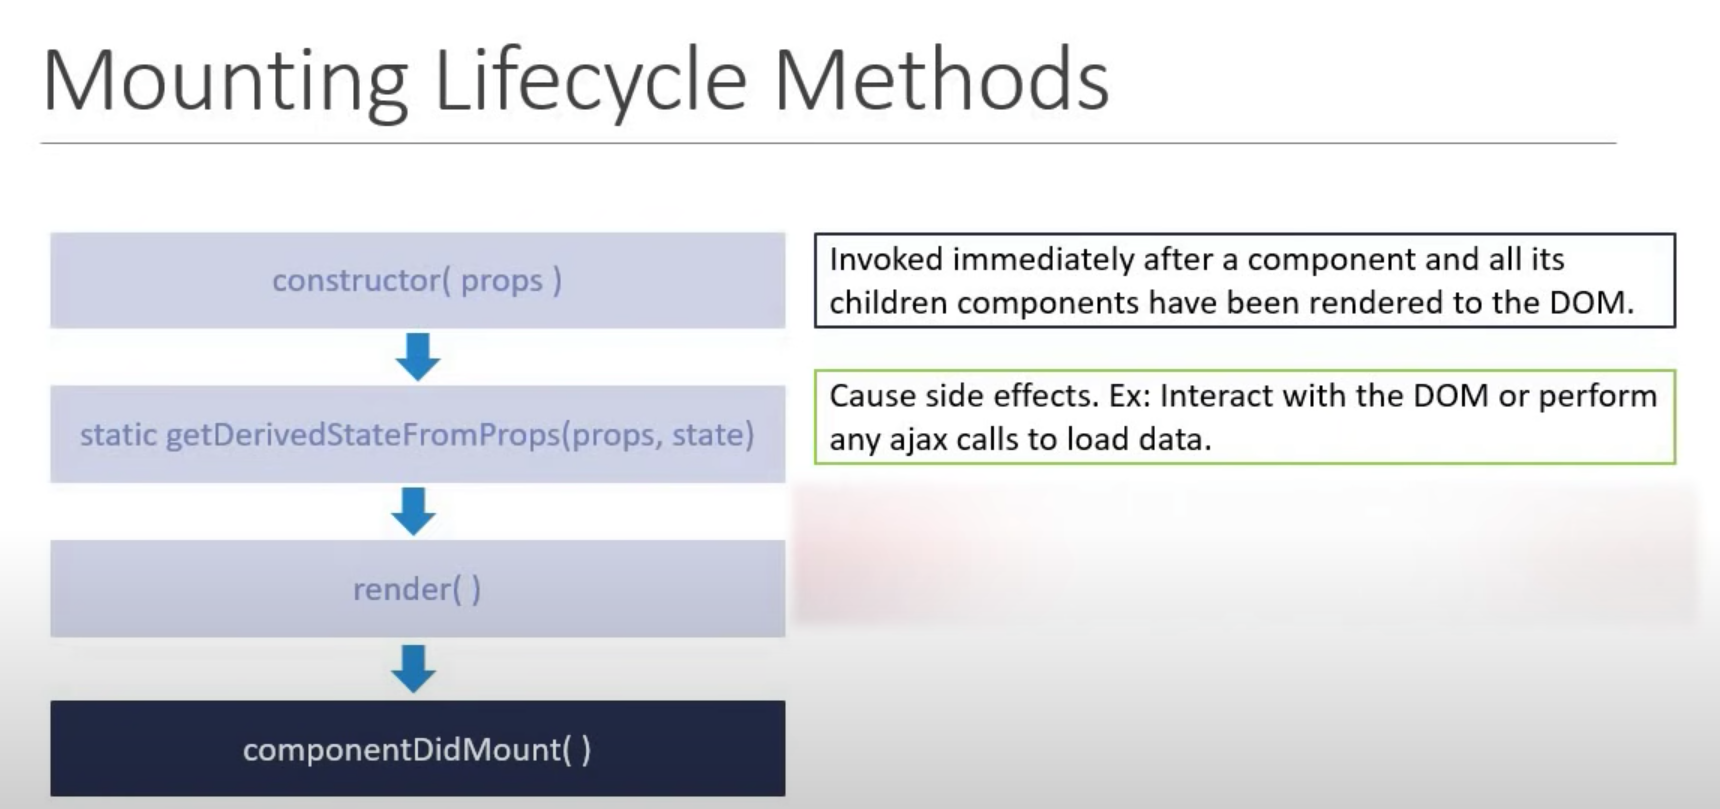 Mounting Lifecycle Methods
constructor( props )
static getDerivedStateFromProps(props, state)
render( )
componentDidMount( )
Invoked immediately after a component and all its
children components have been rendered to the DOM.
Cause side effects. Ex: Interact with the DOM or perform
any ajax calls to load data.